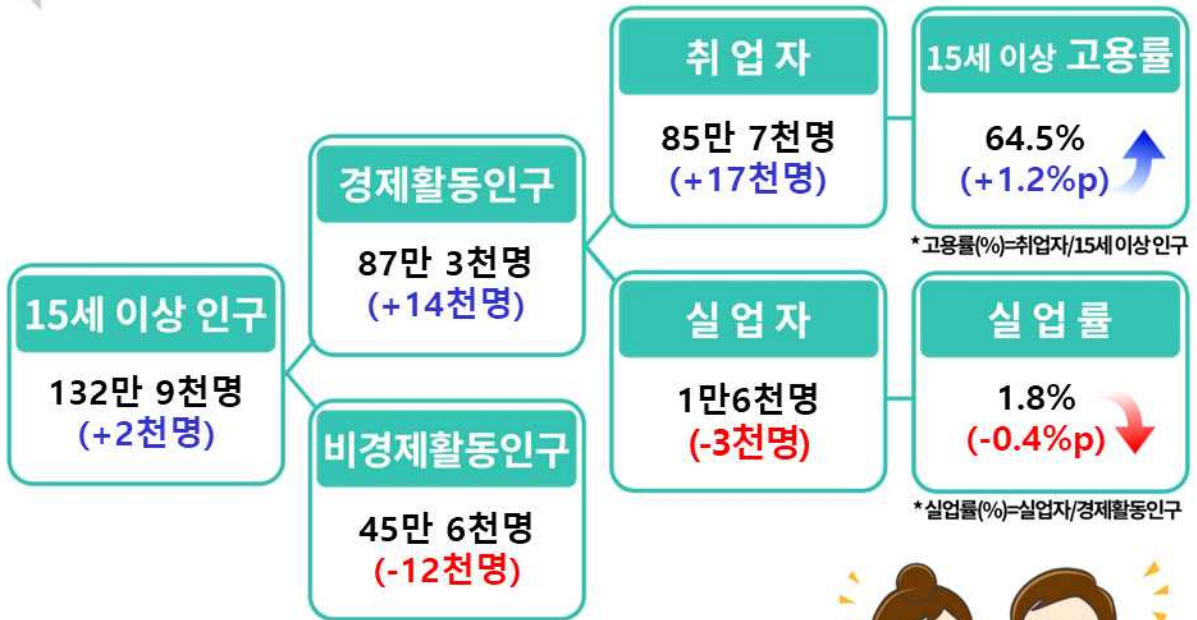 15세 이상 인구
132만 9천명
(+2천명)
경제활동인구
87만 3천명
(+14천명)
비경제활동인구
45만 6천명
(-12천명)
취 업 자
85만 7천명
(+17천명)
15세 이상 고용률
64.5%
(+1.2%p)
* 고용률(%)=취업자/15세 이상 인구
실 업 자
1만6천명
(-3천명)
실 업 률
1.8%
(-0.4%p)
* 실업률(%)=실업자/경제활동인구